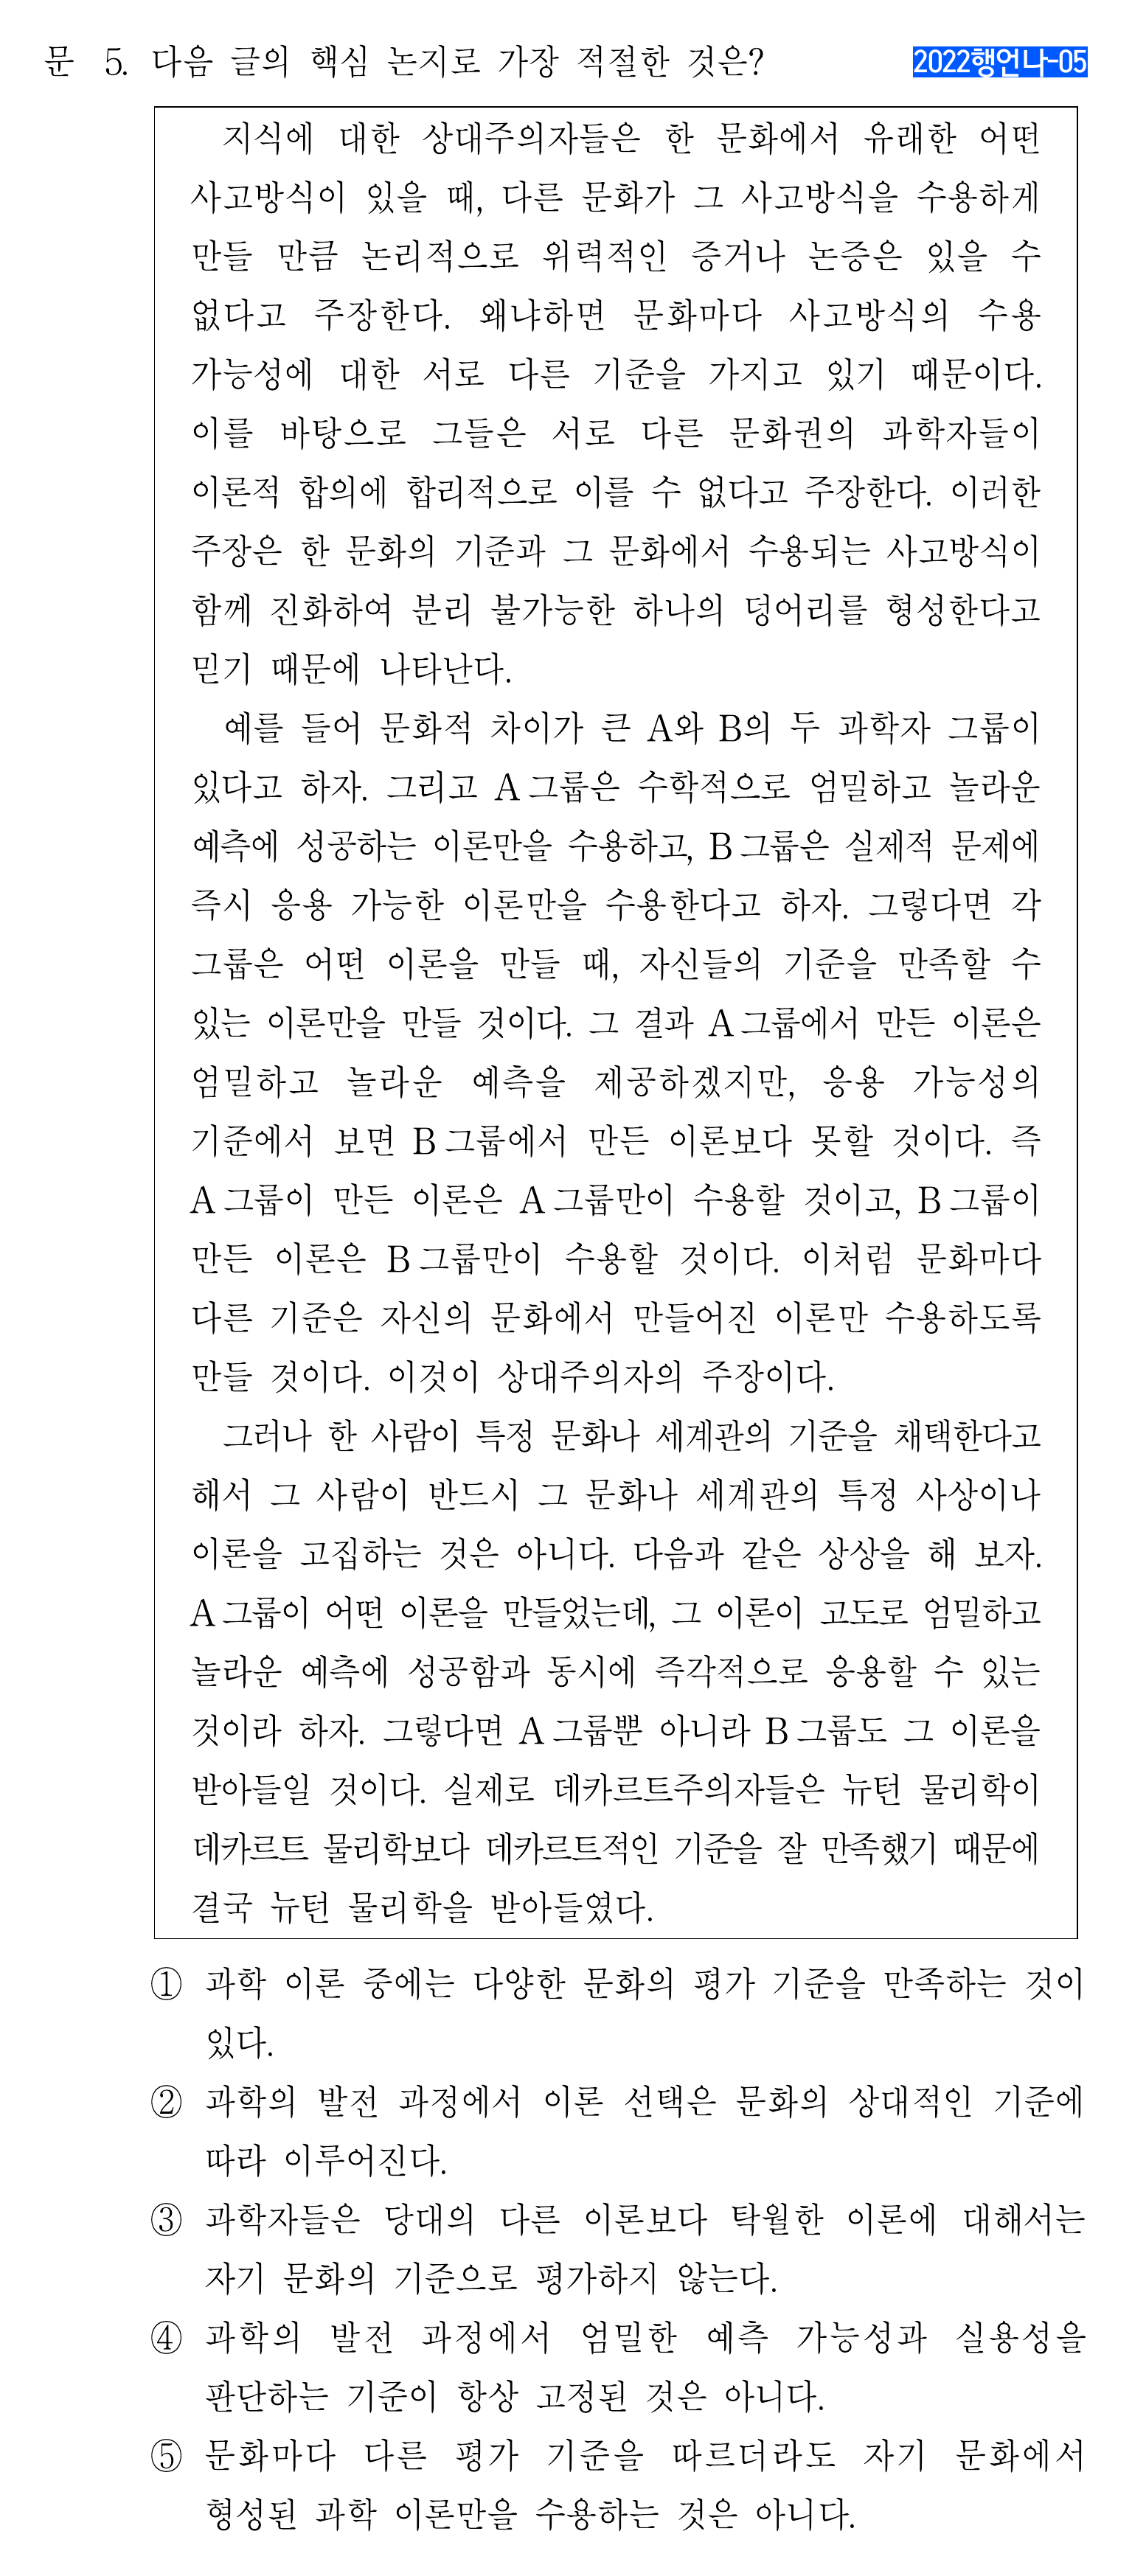 문 5. 다음 글의 핵심 논지로 가장 적절한 것은?
2022행언나-05
지식에 대한 상대주의자들은 한 문화에서 유래한 어떤
사고방식이 있을 때, 다른 문화가 그 사고방식을 수용하게
만들 만큼 논리적으로 위력적인 증거나 논증은 있을 수
없다고 주장한다. 왜냐하면 문화마다 사고방식의 수용
가능성에 대한 서로 다른 기준을 가지고 있기 때문이다.
이를 바탕으로 그들은 서로 다른 문화권의 과학자들이
이론적 합의에 합리적으로 이를 수 없다고 주장한다. 이러한
주장은 한 문화의 기준과 그 문화에서 수용되는 사고방식이
함께 진화하여 분리 불가능한 하나의 덩어리를 형성한다고
믿기 때문에 나타난다.
예를 들어 문화적 차이가 큰 A와 B의 두 과학자 그룹이
있다고 하자. 그리고 A그룹은 수학적으로 엄밀하고 놀라운
예측에 성공하는 이론만을 수용하고, B그룹은 실제적 문제에
즉시 응용 가능한 이론만을 수용한다고 하자. 그렇다면 각
그룹은 어떤 이론을 만들 때, 자신들의 기준을 만족할 수
있는 이론만을 만들 것이다. 그 결과 A그룹에서 만든 이론은
엄밀하고 놀라운 예측을 제공하겠지만, 응용 가능성의
기준에서 보면 B그룹에서 만든 이론보다 못할 것이다. 즉
A그룹이 만든 이론은 A그룹만이 수용할 것이고, B그룹이
만든 이론은 B그룹만이 수용할 것이다. 이처럼 문화마다
다른 기준은 자신의 문화에서 만들어진 이론만 수용하도록
만들 것이다. 이것이 상대주의자의 주장이다.
그러나 한 사람이 특정 문화나 세계관의 기준을 채택한다고
해서 그 사람이 반드시 그 문화나 세계관의 특정 사상이나
이론을 고집하는 것은 아니다. 다음과 같은 상상을 해 보자.
A그룹이 어떤 이론을 만들었는데, 그 이론이 고도로 엄밀하고
놀라운 예측에 성공함과 동시에 즉각적으로 응용할 수 있는
것이라 하자. 그렇다면 A그룹뿐 아니라 B그룹도 그 이론을
받아들일 것이다. 실제로 데카르트주의자들은 뉴턴 물리학이
데카르트 물리학보다 데카르트적인 기준을 잘 만족했기 때문에
결국 뉴턴 물리학을 받아들였다.
① 과학 이론 중에는 다양한 문화의 평가 기준을 만족하는 것이
있다.
② 과학의 발전 과정에서 이론 선택은 문화의 상대적인 기준에
따라 이루어진다.
③ 과학자들은 당대의 다른 이론보다 탁월한 이론에 대해서는
자기 문화의 기준으로 평가하지 않는다.
④ 과학의 발전 과정에서 엄밀한 예측 가능성과 실용성을
판단하는 기준이 항상 고정된 것은 아니다.
⑤ 문화마다 다른 평가 기준을 따르더라도 자기 문화에서
형성된 과학 이론만을 수용하는 것은 아니다.